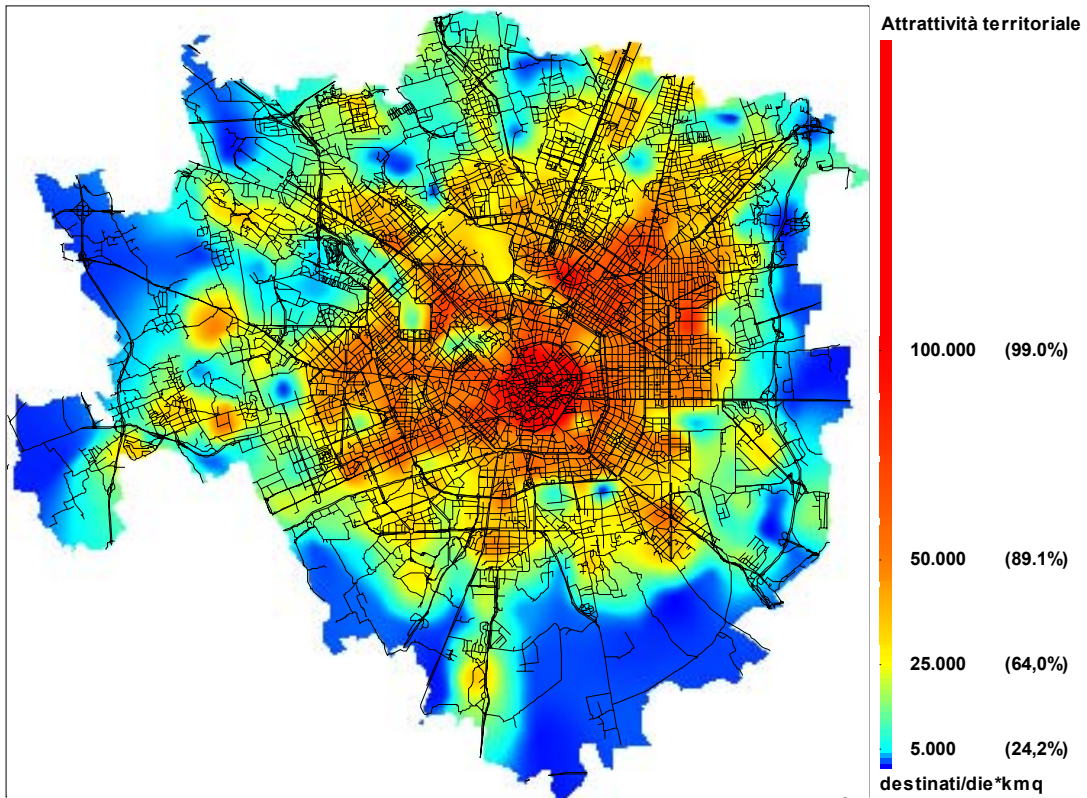 Attrattività territoriale
100.000 (99.0%)
50.000 (89.1%)
25.000 (64,0%)
5.000 (24,2%)
destinati/die*kmq